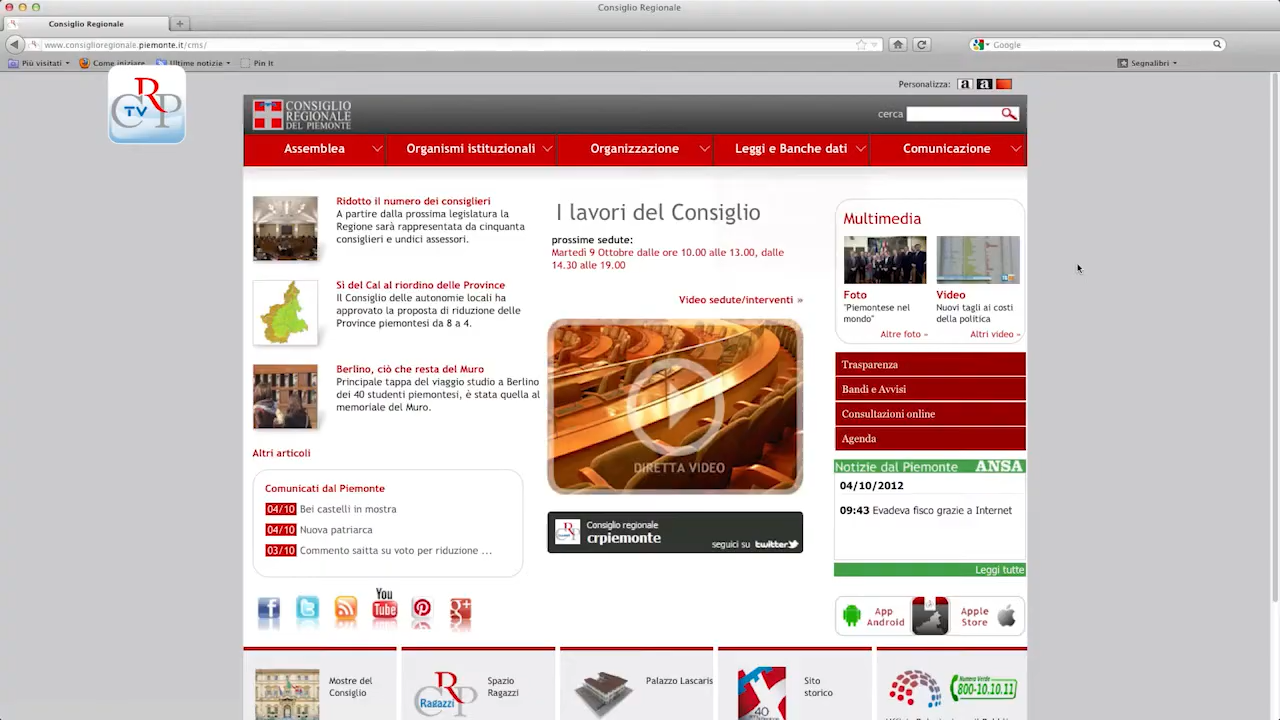 Consiglio Regionale
Consiglio Regionale
www.consiglioregionale.piemonte.it/cms/
Google
Più visitati
Come iniziare
Ultime notizie
Pin It
Segnalibri
CRP
TV
Personalizza: a a
CONSIGLIO
REGIONALE
DEL PIEMONTE
cerca
Assemblea
Organismi istituzionali
Organizzazione
Leggi e Banche dati
Comunicazione
Ridotto il numero dei consiglieri
A partire dalla prossima legislatura la
Regione sarà rappresentata da cinquanta
consiglieri e undici assessori.
Sì del Cal al riordino delle Province
Il Consiglio delle autonomie locali ha
approvato la proposta di riduzione delle
Province piemontesi da 8 a 4.
Berlino, ciò che resta del Muro
Principale tappa del viaggio studio a Berlino
dei 40 studenti piemontesi, è stata quella al
memoriale del Muro.
Altri articoli
Comunicati dal Piemonte
04/10 Bei castelli in mostra
04/10 Nuova patriarca
03/10 Commento saitta su voto per riduzione ...
You
Tube
I lavori del Consiglio
prossime sedute:
Martedì 9 Ottobre dalle ore 10.00 alle 13.00, dalle
14.30 alle 19.00
Video sedute/interventi »
DIRETTA VIDEO
Consiglio regionale
crpiemonte
seguici su twitter
Multimedia
Foto
"Piemontese nel
mondo"
Altre foto »
Video
Nuovi tagli ai costi
della politica
Altri video »
Trasparenza
Bandi e Avvisi
Consultazioni online
Agenda
Notizie dal Piemonte ANSA
04/10/2012
09:43 Evadeva fisco grazie a Internet
Leggi tutte
App
Android
Apple
Store
Mostre del
Consiglio
CRP
Ragazzi
Spazio
Ragazzi
Palazzo Lascaris
40
Sito
storico
Numero Verde
800-10.10.11